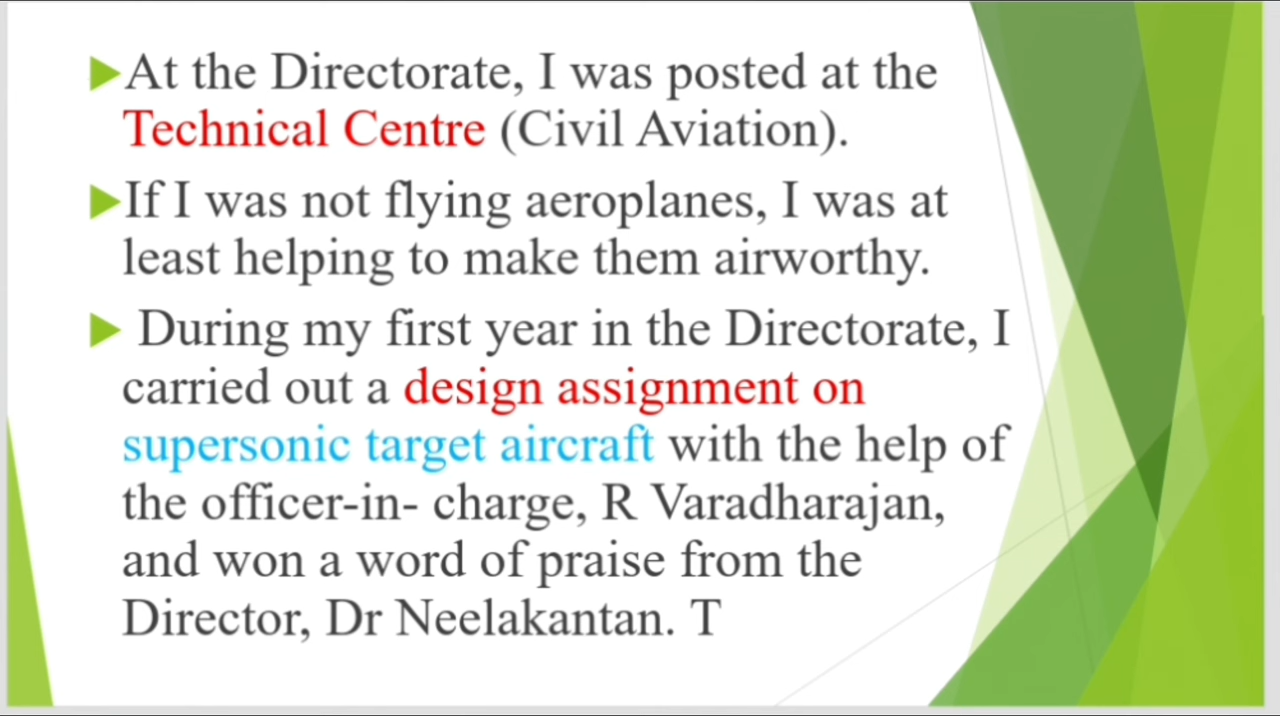 At the Directorate, I was posted at the
Technical Centre (Civil Aviation).
If I was not flying aeroplanes, I was at
least helping to make them airworthy.
During my first year in the Directorate, I
carried out a design assignment on
supersonic target aircraft with the help of
the officer-in- charge, R Varadharajan,
and won a word of praise from the
Director, Dr Neelakantan. T